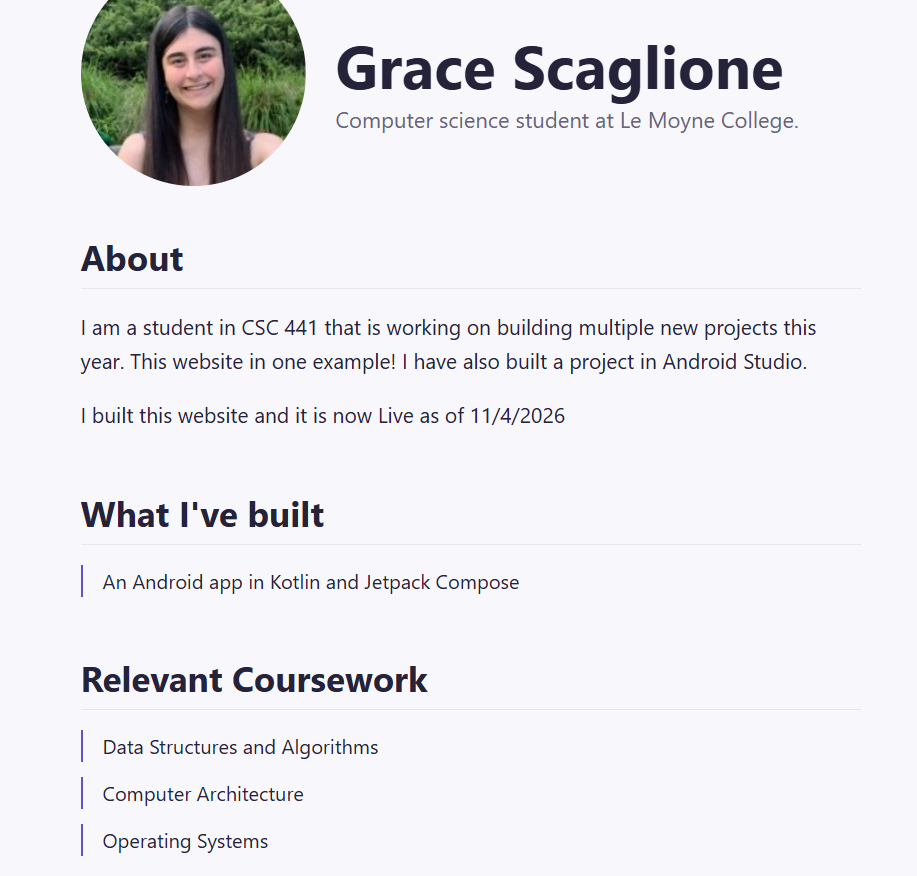 Grace Scaglione
Computer science student at Le Moyne College.
About
I am a student in CSC 441 that is working on building multiple new projects this
year. This website in one example! I have also built a project in Android Studio.
I built this website and it is now Live as of 11/4/2026
What I've built
An Android app in Kotlin and Jetpack Compose
Relevant Coursework
Data Structures and Algorithms
Computer Architecture
Operating Systems